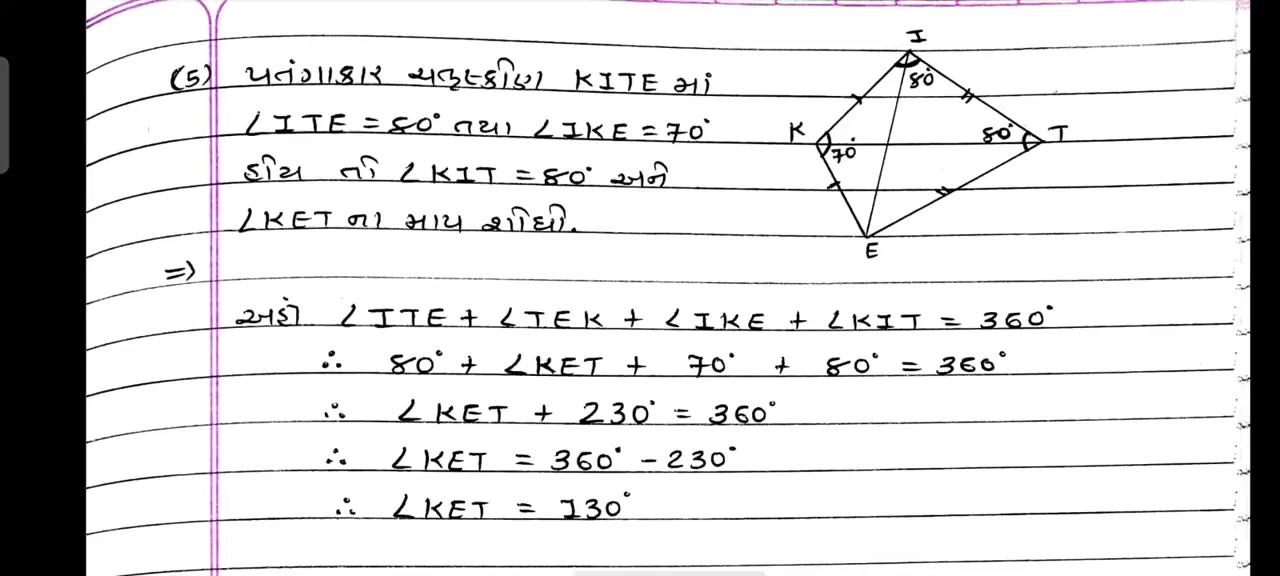 I
(5) પતંગાકાર ચતુષ્કોણ KITE માં
80°
∠ITE = 80° તથા ∠IKE = 70°
K
80°
T
70°
હોય તો ∠KIT = 80° અને
∠KET ના માપ શોધો.
E
⇒
અહીં ∠ITE + ∠TEK + ∠IKE + ∠KIT = 360°
∴ 80° + ∠KET + 70° + 80° = 360°
∴ ∠KET + 230° = 360°
∴ ∠KET = 360° - 230°
∴ ∠KET = 130°